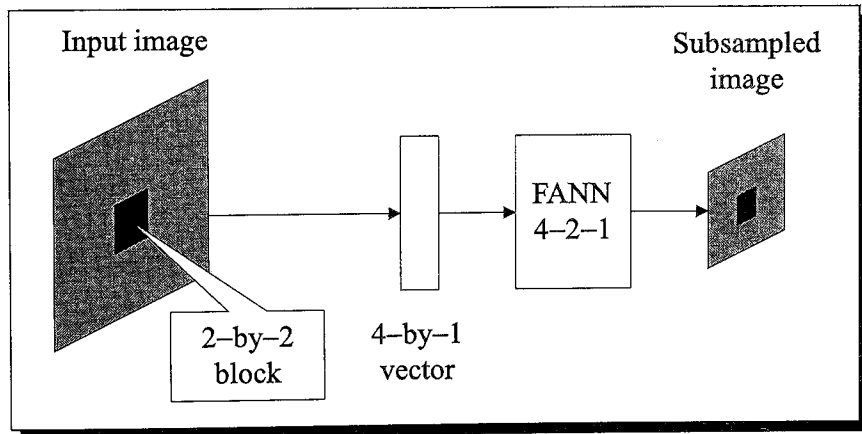 Input image
Subsampled
image
FANN
4–2–1
2–by–2
block
4–by–1
vector